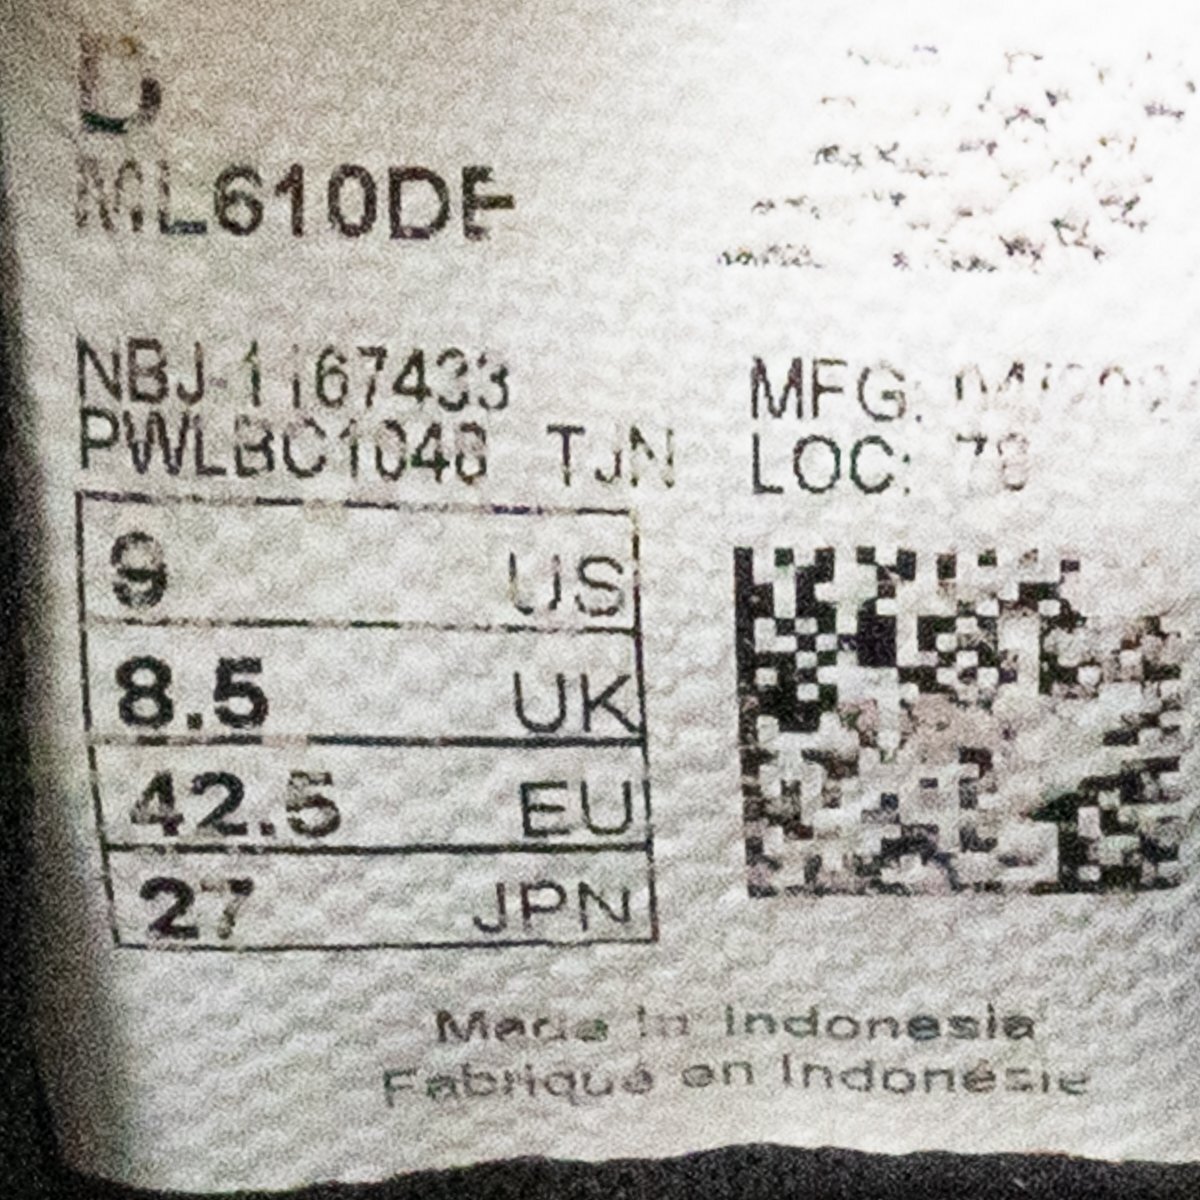 D
ML610DF
NBJ 1167433
PWLBC1048 TJN
MFG:
LOC: 78
9 US
8.5 UK
42.5 EU
27 JPN
Made in Indonesia
Fabriqué en Indonésie